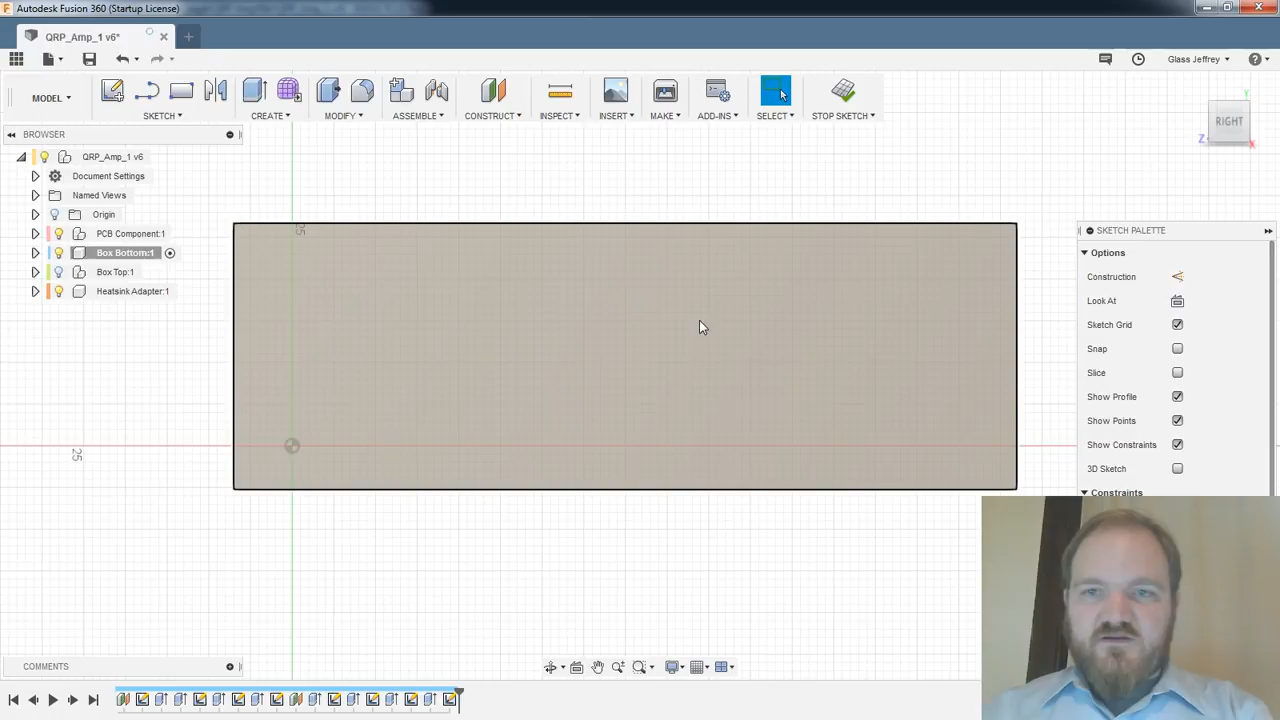 Autodesk Fusion 360 (Startup License)
QRP_Amp_1 v6*
Glass Jeffrey
MODEL
SKETCH
CREATE
MODIFY
ASSEMBLE
CONSTRUCT
INSPECT
INSERT
MAKE
ADD-INS
SELECT
STOP SKETCH
BROWSER
QRP_Amp_1 v6
Document Settings
Named Views
Origin
PCB Component:1
Box Bottom:1
Box Top:1
Heatsink Adapter:1
25
25
RIGHT
Y
Z
X
SKETCH PALETTE
Options
Construction
Look At
Sketch Grid
Snap
Slice
Show Profile
Show Points
Show Constraints
3D Sketch
Constraints
COMMENTS